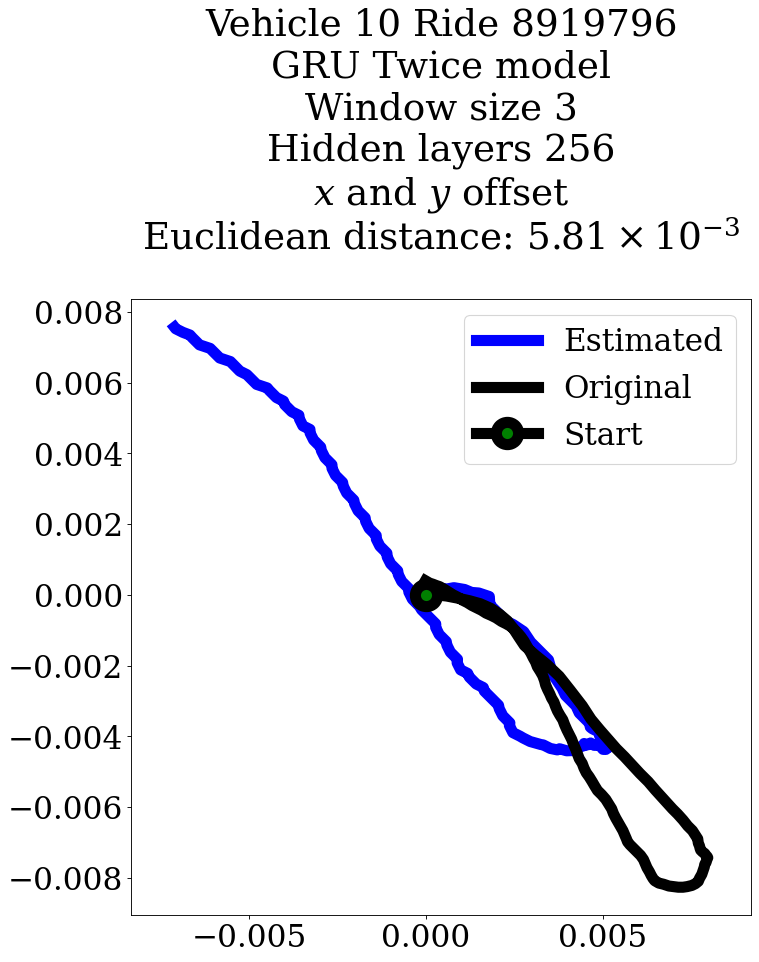 Vehicle 10 Ride 8919796
GRU Twice model
Window size 3
Hidden layers 256
x and y offset
Euclidean distance: 5.81 × 10⁻³
Estimated
Original
Start
0.008
0.006
0.004
0.002
0.000
−0.002
−0.004
−0.006
−0.008
−0.005
0.000
0.005